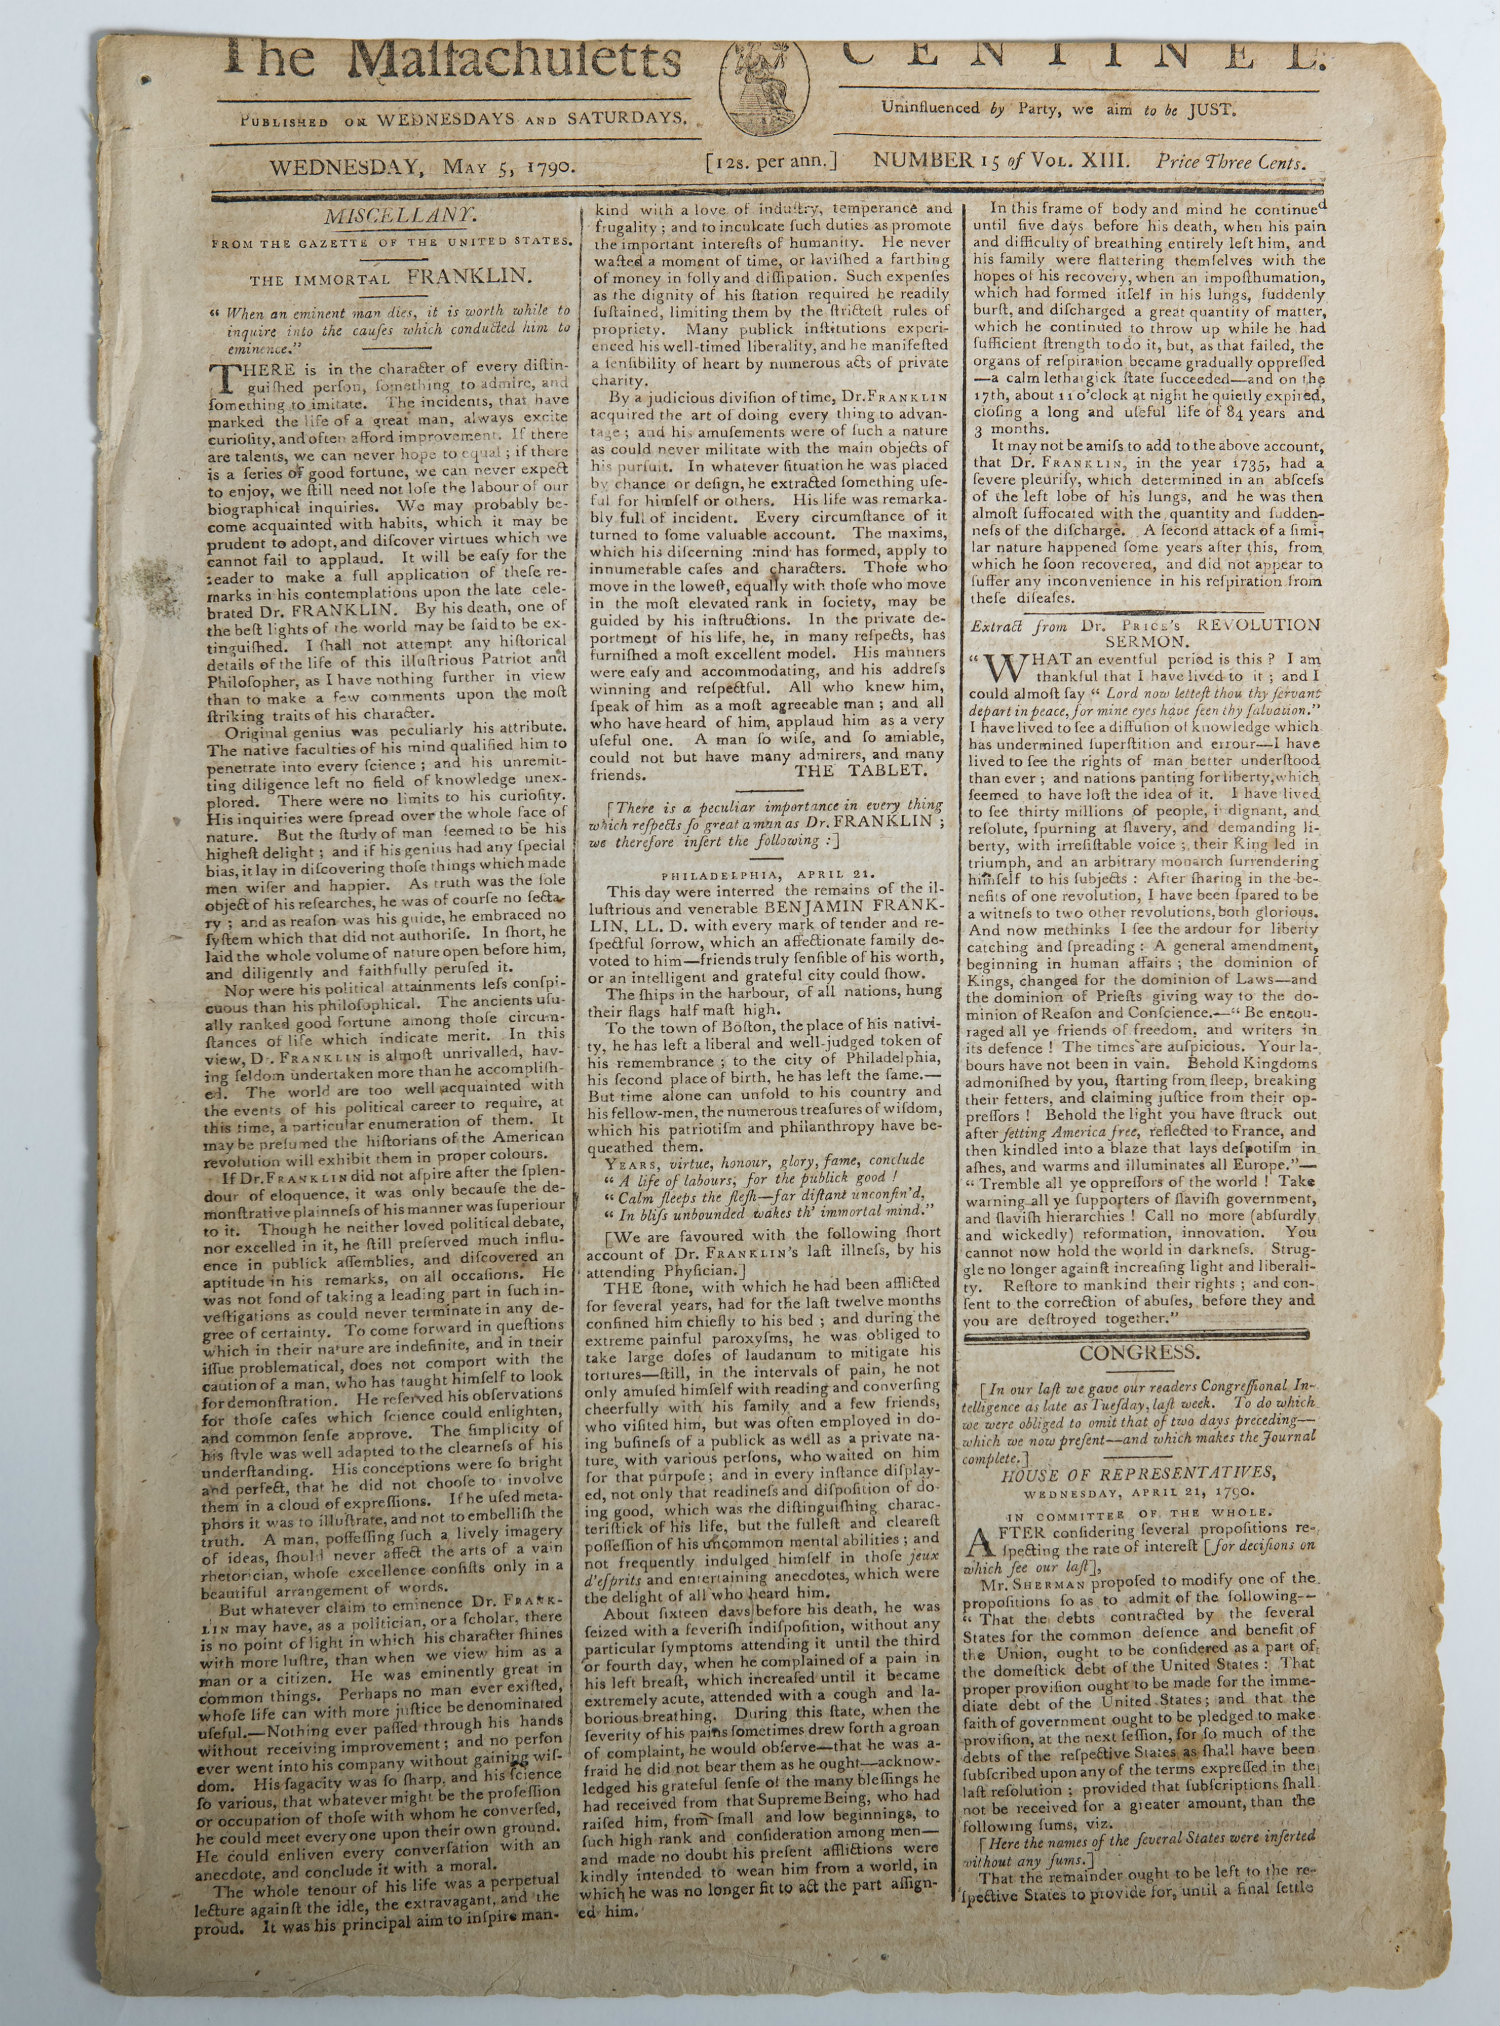 The Maſſachuſetts CENTINEL.
PUBLISHED ON WEDNESDAYS AND SATURDAYS.
Uninfluenced by Party, we aim to be JUST.
WEDNESDAY, MAY 5, 1790. [12s. per ann.] NUMBER 15 of VOL. XIII. Price Three Cents.
MISCELLANY.
FROM THE GAZETTE OF THE UNITED STATES.
THE IMMORTAL FRANKLIN.
“ When an eminent man dies, it is worth while to
inquire into the cauſes which conducted him to
eminence.”
THERE is in the character of every diſtin-
guiſhed perſon, ſomething to admire, and
ſomething to imitate. The incidents, that have
marked the life of a great man, always excite
curioſity, and often afford improvement. If there
are talents, we can never hope to equal ; if there
is a ſeries of good fortune, we can never expect
to enjoy, we ſtill need not loſe the labour of our
biographical inquiries. We may probably be-
come acquainted with habits, which it may be
prudent to adopt, and diſcover virtues which we
cannot fail to applaud. It will be eaſy for the
reader to make a full application of theſe re-
marks in his contemplations upon the late cele-
brated Dr. FRANKLIN. By his death, one of
the beſt lights of the world may be ſaid to be ex-
tinguiſhed. I ſhall not attempt any hiſtorical
details of the life of this illuſtrious Patriot and
Philoſopher, as I have nothing further in view
than to make a few comments upon the moſt
ſtriking traits of his character.
Original genius was peculiarly his attribute.
The native faculties of his mind qualified him to
penetrate into every ſcience ; and his unremit-
ting diligence left no field of knowledge unex-
plored. There were no limits to his curioſity.
His inquiries were ſpread over the whole face of
nature. But the ſtudy of man ſeemed to be his
higheſt delight ; and if his genius had any ſpecial
bias, it lay in diſcovering thoſe things which made
men wiſer and happier. As truth was the ſole
object of his reſearches, he was of courſe no ſecta-
ry ; and as reaſon was his guide, he embraced no
ſyſtem which that did not authoriſe. In ſhort, he
laid the whole volume of nature open before him,
and diligently and faithfully peruſed it.
Nor were his political attainments leſs conſpi-
cuous than his philoſophical. The ancients uſu-
ally ranked good fortune among thoſe circum-
ſtances of life which indicate merit. In this
view, Dr. FRANKLIN is almoſt unrivalled, hav-
ing ſeldom undertaken more than he accompliſh-
ed. The world are too well acquainted with
the events of his political career to require, at
this time, a particular enumeration of them. It
may be preſumed the hiſtorians of the American
revolution will exhibit them in proper colours.
If Dr. FRANKLIN did not aſpire after the ſplen-
dour of eloquence, it was only becauſe the de-
monſtrative plainneſs of his manner was ſuperiour
to it. Though he neither loved political debate,
nor excelled in it, he ſtill preſerved much influ-
ence in publick aſſemblies, and diſcovered an
aptitude in his remarks, on all occaſions. He
was not fond of taking a leading part in ſuch in-
veſtigations as could never terminate in any de-
gree of certainty. To come forward in queſtions
which in their nature are indefinite, and in their
iſſue problematical, does not comport with the
caution of a man, who has taught himſelf to look
for demonſtration. He reſerved his obſervations
for thoſe caſes which ſcience could enlighten,
and common ſenſe approve. The ſimplicity of
his ſtyle was well adapted to the clearneſs of his
underſtanding. His conceptions were ſo bright
and perfect, that he did not chooſe to involve
them in a cloud of expreſſions. If he uſed meta-
phors it was to illuſtrate, and not to embelliſh the
truth. A man, poſſeſſing ſuch a lively imagery
of ideas, ſhould never affect the arts of a vain
rhetorician, whoſe excellence conſiſts only in a
beautiful arrangement of words.
But whatever claim to eminence Dr. FRANK-
LIN may have, as a politician, or a ſcholar, there
is no point of light in which his character ſhines
with more luſtre, than when we view him as a
man or a citizen. He was eminently great in
common things. Perhaps no man ever exiſted,
whoſe life can with more juſtice be denominated
uſeful.—Nothing ever paſſed through his hands
without receiving improvement ; and no perſon
ever went into his company without gaining wiſ-
dom. His ſagacity was ſo ſharp, and his ſcience
ſo various, that whatever might be the profeſſion
or occupation of thoſe with whom he converſed,
he could meet every one upon their own ground.
He could enliven every converſation with an
anecdote, and conclude it with a moral.
The whole tenour of his life was a perpetual
lecture againſt the idle, the extravagant, and the
proud. It was his principal aim to inſpire man-
kind with a love of induſtry, temperance and
frugality ; and to inculcate ſuch duties as promote
the important intereſts of humanity. He never
waſted a moment of time, or laviſhed a farthing
of money in folly and diſſipation. Such expenſes
as the dignity of his ſtation required he readily
ſuſtained, limiting them by the ſtricteſt rules of
propriety. Many publick inſtitutions experi-
enced his well-timed liberality, and he manifeſted
a ſenſibility of heart by numerous acts of private
charity.
By a judicious diviſion of time, Dr. FRANKLIN
acquired the art of doing every thing to advan-
tage ; and his amuſements were of ſuch a nature
as could never militate with the main objects of
his purſuit. In whatever ſituation he was placed
by chance or deſign, he extracted ſomething uſe-
ful for himſelf or others. His life was remarka-
bly full of incident. Every circumſtance of it
turned to ſome valuable account. The maxims,
which his diſcerning mind has formed, apply to
innumerable caſes and characters. Thoſe who
move in the loweſt, equally with thoſe who move
in the moſt elevated rank in ſociety, may be
guided by his inſtructions. In the private de-
portment of his life, he, in many reſpects, has
furniſhed a moſt excellent model. His manners
were eaſy and accommodating, and his addreſs
winning and reſpectful. All who knew him,
ſpeak of him as a moſt agreeable man ; and all
who have heard of him, applaud him as a very
uſeful one. A man ſo wiſe, and ſo amiable,
could not but have many admirers, and many
friends. THE TABLET.
[There is a peculiar importance in every thing
which reſpects ſo great a man as Dr. FRANKLIN ;
we therefore inſert the following :]
PHILADELPHIA, APRIL 21.
This day were interred the remains of the il-
luſtrious and venerable BENJAMIN FRANK-
LIN, LL. D. with every mark of tender and re-
ſpectful ſorrow, which an affectionate family de-
voted to him—friends truly ſenſible of his worth,
or an intelligent and grateful city could ſhow.
The ſhips in the harbour, of all nations, hung
their flags half maſt high.
To the town of Boſton, the place of his nativi-
ty, he has left a liberal and well-judged token of
his remembrance ; to the city of Philadelphia,
his ſecond place of birth, he has left the ſame.—
But time alone can unfold to his country and
his fellow-men, the numerous treaſures of wiſdom,
which his patriotiſm and philanthropy have be-
queathed them.
YEARS, virtue, honour, glory, fame, conclude
“ A life of labours, for the publick good !
“ Calm ſleeps the fleſh—far diſtant unconfin'd,
“ In bliſs unbounded wakes th' immortal mind.”
[We are favoured with the following ſhort
account of Dr. FRANKLIN's laſt illneſs, by his
attending Phyſician.]
THE ſtone, with which he had been afflicted
for ſeveral years, had for the laſt twelve months
confined him chiefly to his bed ; and during the
extreme painful paroxyſms, he was obliged to
take large doſes of laudanum to mitigate his
tortures—ſtill, in the intervals of pain, he not
only amuſed himſelf with reading and converſing
cheerfully with his family and a few friends,
who viſited him, but was often employed in do-
ing buſineſs of a publick as well as a private na-
ture, with various perſons, who waited on him
for that purpoſe ; and in every inſtance diſplay-
ed, not only that readineſs and diſpoſition of do-
ing good, which was the diſtinguiſhing charac-
teriſtick of his life, but the fulleſt and cleareſt
poſſeſſion of his uncommon mental abilities ; and
not frequently indulged himſelf in thoſe jeux
d'eſprits and entertaining anecdotes, which were
the delight of all who heard him.
About ſixteen days before his death, he was
ſeized with a feveriſh indiſpoſition, without any
particular ſymptoms attending it until the third
or fourth day, when he complained of a pain in
his left breaſt, which increaſed until it became
extremely acute, attended with a cough and la-
borious breathing. During this ſtate, when the
ſeverity of his pains ſometimes drew forth a groan
of complaint, he would obſerve—that he was a-
fraid he did not bear them as he ought—acknow-
ledged his grateful ſenſe of the many bleſſings he
had received from that Supreme Being, who had
raiſed him, from ſmall and low beginnings, to
ſuch high rank and conſideration among men—
and made no doubt his preſent afflictions were
kindly intended to wean him from a world, in
which he was no longer fit to act the part aſſign-
ed him.
In this frame of body and mind he continued
until five days before his death, when his pain
and difficulty of breathing entirely left him, and
his family were flattering themſelves with the
hopes of his recovery, when an impoſthumation,
which had formed itſelf in his lungs, ſuddenly
burſt, and diſcharged a great quantity of matter,
which he continued to throw up while he had
ſufficient ſtrength to do it, but, as that failed, the
organs of reſpiration became gradually oppreſſed
—a calm lethargick ſtate ſucceeded—and on the
17th, about 11 o'clock at night he quietly expired,
cloſing a long and uſeful life of 84 years and
3 months.
It may not be amiſs to add to the above account,
that Dr. FRANKLIN, in the year 1735, had a
ſevere pleuriſy, which determined in an abſceſs
of the left lobe of his lungs, and he was then
almoſt ſuffocated with the quantity and ſudden-
neſs of the diſcharge. A ſecond attack of a ſimi-
lar nature happened ſome years after this, from
which he ſoon recovered, and did not appear to
ſuffer any inconvenience in his reſpiration from
theſe diſeaſes.
Extract from Dr. PRICE's REVOLUTION
SERMON.
“ WHAT an eventful period is this ? I am
thankful that I have lived to it ; and I
could almoſt ſay “ Lord now letteſt thou thy ſervant
depart in peace, for mine eyes have ſeen thy ſalvation.”
I have lived to ſee a diffuſion of knowledge which
has undermined ſuperſtition and errour—I have
lived to ſee the rights of man better underſtood
than ever ; and nations panting for liberty, which
ſeemed to have loſt the idea of it. I have lived
to ſee thirty millions of people, indignant, and
reſolute, ſpurning at ſlavery, and demanding li-
berty, with irreſiſtable voice ; their King led in
triumph, and an arbitrary monarch ſurrendering
himſelf to his ſubjects : After ſharing in the be-
nefits of one revolution, I have been ſpared to be
a witneſs to two other revolutions, both glorious.
And now methinks I ſee the ardour for liberty
catching and ſpreading : A general amendment,
beginning in human affairs ; the dominion of
Kings, changed for the dominion of Laws—and
the dominion of Prieſts giving way to the do-
minion of Reaſon and Conſcience.—“ Be encou-
raged all ye friends of freedom, and writers in
its defence ! The times are auſpicious. Your la-
bours have not been in vain. Behold Kingdoms
admoniſhed by you, ſtarting from ſleep, breaking
their fetters, and claiming juſtice from their op-
preſſors ! Behold the light you have ſtruck out
after ſetting America free, reflected to France, and
then kindled into a blaze that lays deſpotiſm in
aſhes, and warms and illuminates all Europe.”—
“ Tremble all ye oppreſſors of the world ! Take
warning all ye ſupporters of ſlaviſh government,
and ſlaviſh hierarchies ! Call no more (abſurdly
and wickedly) reformation, innovation. You
cannot now hold the world in darkneſs. Strug-
gle no longer againſt increaſing light and liberali-
ty. Reſtore to mankind their rights ; and con-
ſent to the correction of abuſes, before they and
you are deſtroyed together.”
CONGRESS.
[In our laſt we gave our readers Congreſſional In-
telligence as late as Tueſday, laſt week. To do which
we were obliged to omit that of two days preceding—
which we now preſent—and which makes the Journal
complete.]
HOUSE OF REPRESENTATIVES,
WEDNESDAY, APRIL 21, 1790.
IN COMMITTEE OF THE WHOLE.
AFTER conſidering ſeveral propoſitions re-
ſpecting the rate of intereſt [for deciſions on
which ſee our laſt],
Mr. SHERMAN propoſed to modify one of the
propoſitions ſo as to admit of the following--
“ That the debts contracted by the ſeveral
States for the common defence and benefit of
the Union, ought to be conſidered as a part of
the domeſtick debt of the United States : That
proper proviſion ought to be made for the imme-
diate debt of the United States ; and that the
faith of government ought to be pledged to make
proviſion, at the next ſeſſion, for ſo much of the
debts of the reſpective States as ſhall have been
ſubſcribed upon any of the terms expreſſed in the
laſt reſolution ; provided that ſubſcriptions ſhall
not be received for a greater amount, than the
following ſums, viz.
[Here the names of the ſeveral States were inſerted
without any ſums.]
That the remainder ought to be left to the re-
ſpective States to provide for, until a final ſettle